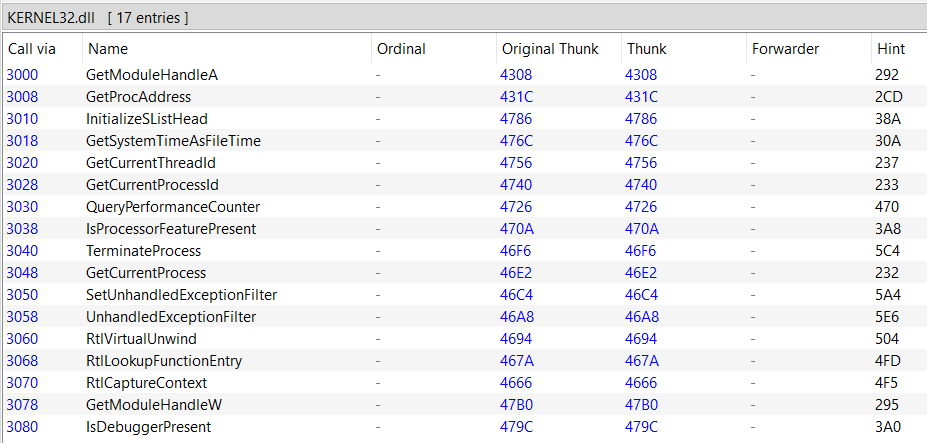 KERNEL32.dll [ 17 entries ]
Call via Name Ordinal Original Thunk Thunk Forwarder Hint
3000 GetModuleHandleA - 4308 4308 - 292
3008 GetProcAddress - 431C 431C - 2CD
3010 InitializeSListHead - 4786 4786 - 38A
3018 GetSystemTimeAsFileTime - 476C 476C - 30A
3020 GetCurrentThreadId - 4756 4756 - 237
3028 GetCurrentProcessId - 4740 4740 - 233
3030 QueryPerformanceCounter - 4726 4726 - 470
3038 IsProcessorFeaturePresent - 470A 470A - 3A8
3040 TerminateProcess - 46F6 46F6 - 5C4
3048 GetCurrentProcess - 46E2 46E2 - 232
3050 SetUnhandledExceptionFilter - 46C4 46C4 - 5A4
3058 UnhandledExceptionFilter - 46A8 46A8 - 5E6
3060 RtlVirtualUnwind - 4694 4694 - 504
3068 RtlLookupFunctionEntry - 467A 467A - 4FD
3070 RtlCaptureContext - 4666 4666 - 4F5
3078 GetModuleHandleW - 47B0 47B0 - 295
3080 IsDebuggerPresent - 479C 479C - 3A0